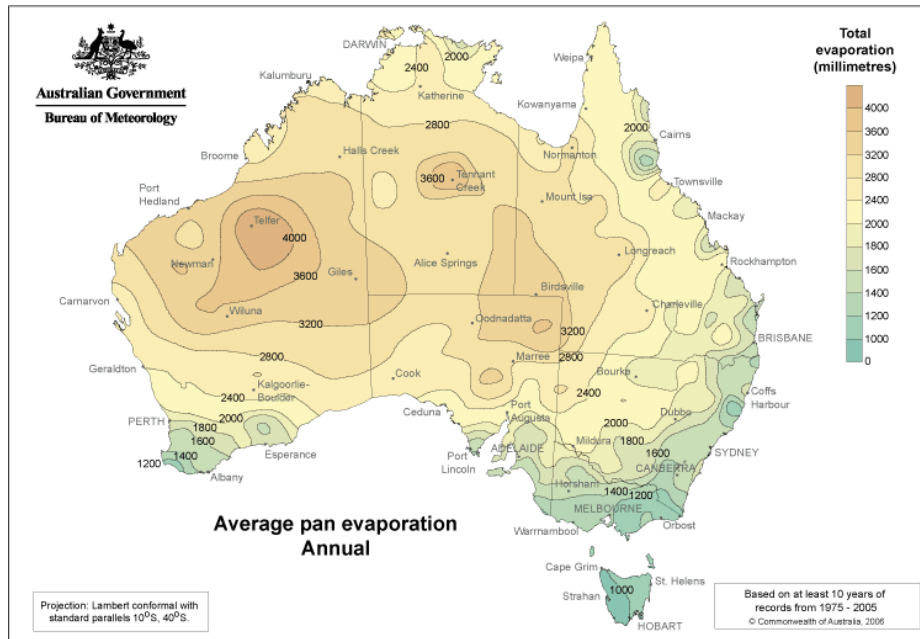 Australian Government
Bureau of Meteorology
Total
evaporation
(millimetres)
4000
3600
3200
2800
2400
2000
1800
1600
1400
1200
1000
0
DARWIN
2000
2400
Katherine
Kalumburu
Weipa
Kowanyama
2800
2000
Cairns
Halls Creek
Normanton
Broome
3600
Tennant
Creek
Townsville
Port
Hedland
Mount Isa
Mackay
Telfer
4000
Longreach
Newman
3600
Giles
Alice Springs
Rockhampton
Birdsville
Carnarvon
Wiluna
Charleville
3200
Oodnadatta
3200
BRISBANE
2800
Marree
2800
Geraldton
Cook
Bourke
2400
Kalgoorlie-
Boulder
2400
Coffs
Harbour
2000
Ceduna
Port
Augusta
Dubbo
PERTH
1800
2000
1600
Mildura
1800
SYDNEY
1400
Esperance
Port
Lincoln
ADELAIDE
1600
1200
Albany
CANBERRA
Horsham
1400
1200
MELBOURNE
Warrnambool
Orbost
Average pan evaporation
Annual
Cape Grim
St. Helens
1000
Strahan
HOBART
Projection: Lambert conformal with
standard parallels 10°S, 40°S.
Based on at least 10 years of
records from 1975 - 2005
© Commonwealth of Australia, 2006